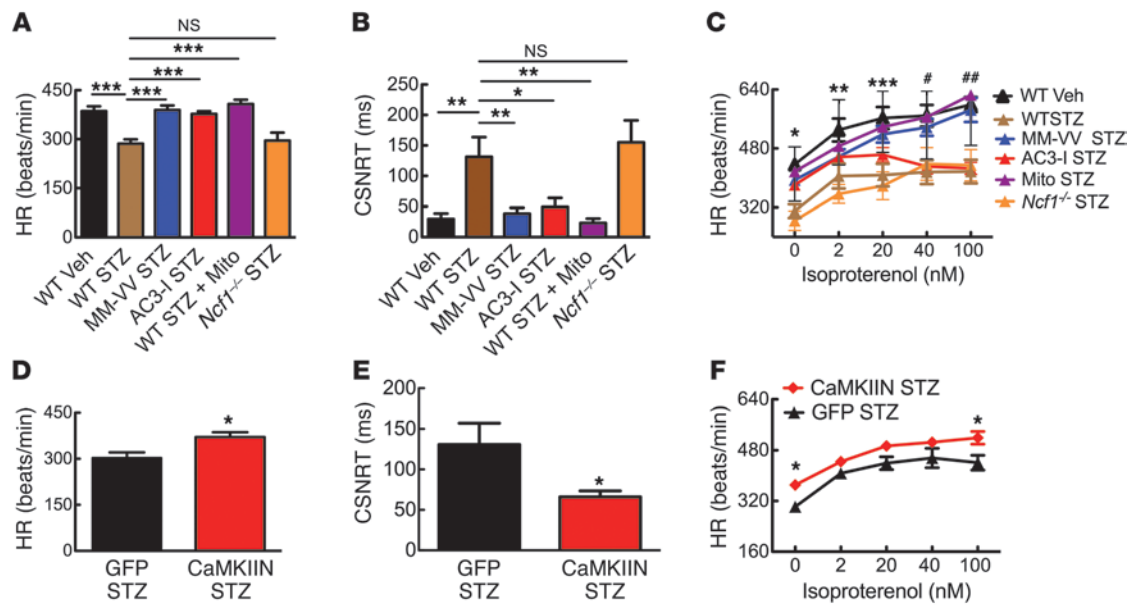 A
NS
***
***
*** ***
HR (beats/min)
450
300
150
0
WT Veh
WT STZ
MM-VV STZ
AC3-I STZ
WT STZ + Mito
Ncf1-/- STZ
B
NS
**
*
** **
CSNRT (ms)
250
200
150
100
50
0
WT Veh
WT STZ
MM-VV STZ
AC3-I STZ
WT STZ + Mito
Ncf1-/- STZ
C
* ** *** # ##
HR (beats/min)
640
480
320
0 2 20 40 100
Isoproterenol (nM)
WT Veh
WTSTZ
MM-VV STZ
AC3-I STZ
Mito STZ
Ncf1-/- STZ
D
HR (beats/min)
450
300
150
0
*
GFP STZ
CaMKIIN STZ
E
CSNRT (ms)
150
100
50
0
*
GFP STZ
CaMKIIN STZ
F
CaMKIIN STZ
GFP STZ
* *
HR (beats/min)
640
480
320
160
0 2 20 40 100
Isoproterenol (nM)